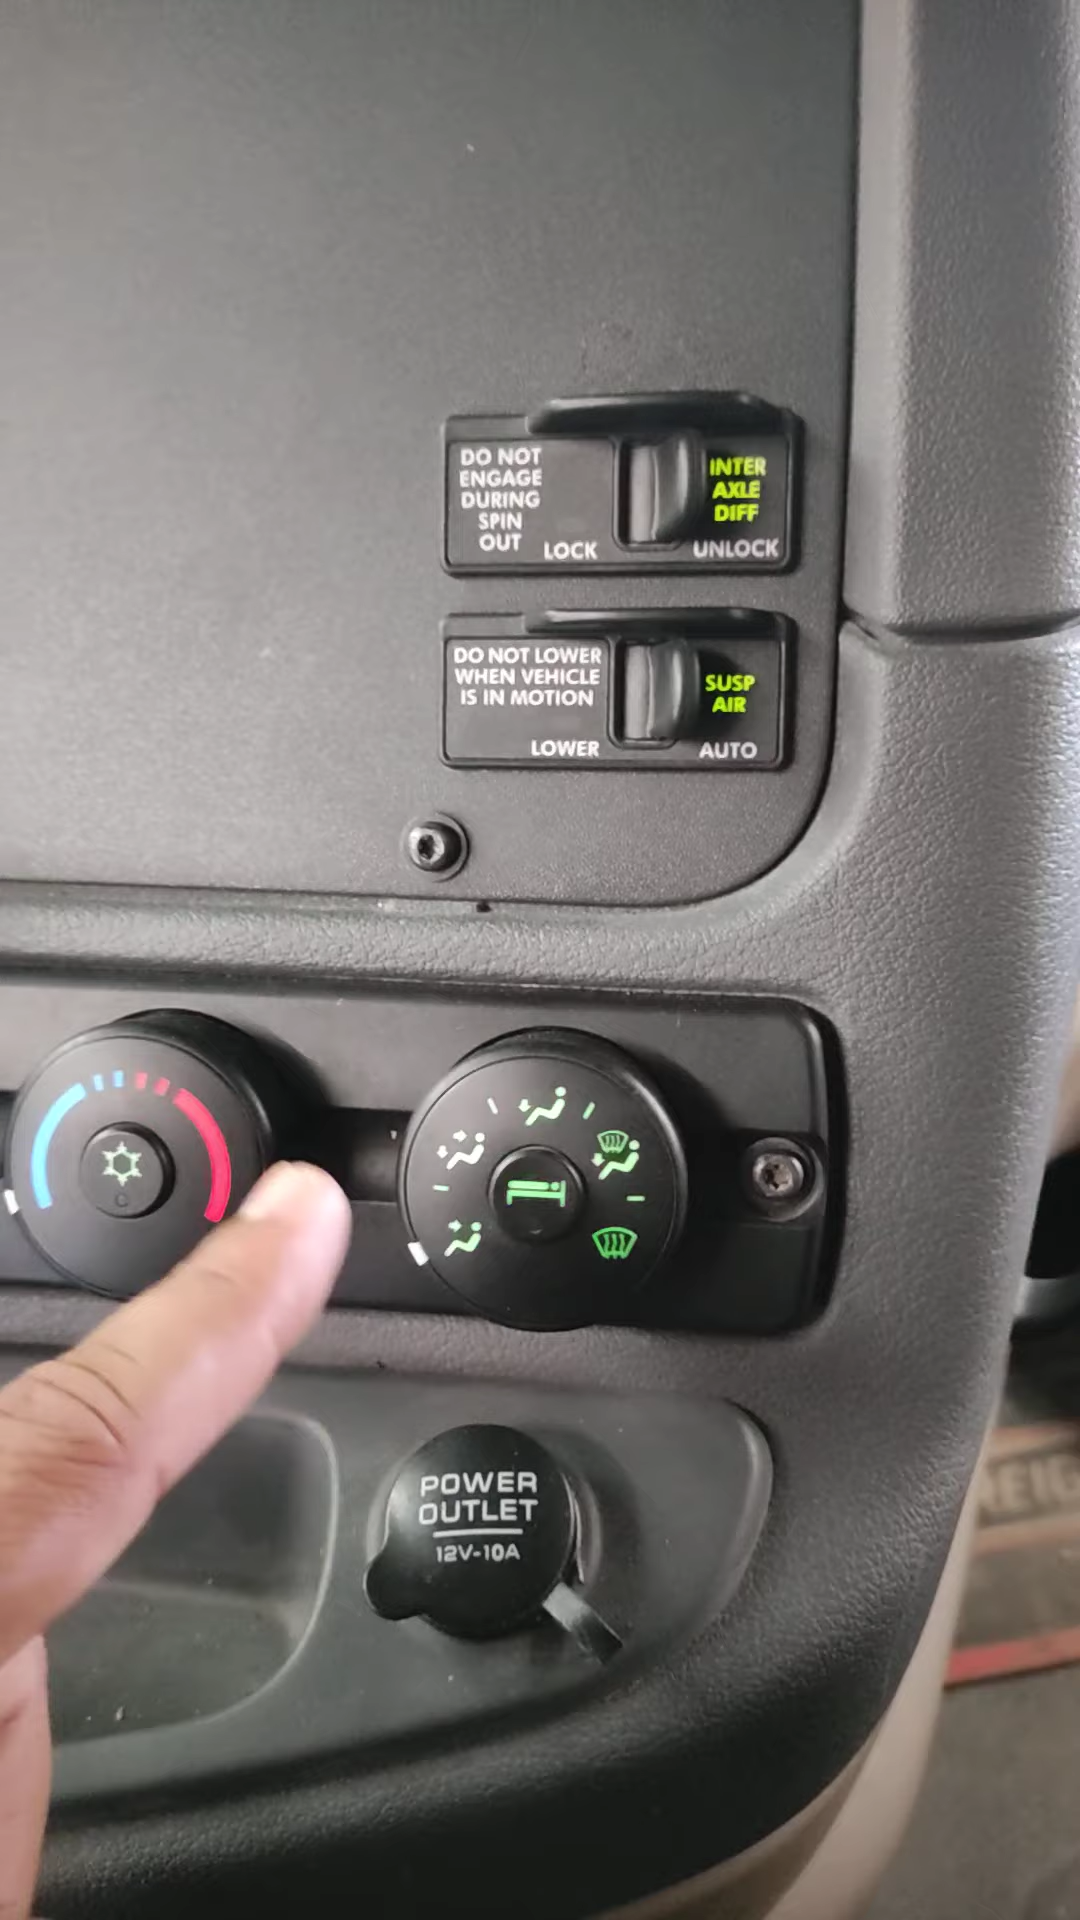 DO NOT
ENGAGE
DURING
SPIN
OUT
LOCK
INTER
AXLE
DIFF
UNLOCK
DO NOT LOWER
WHEN VEHICLE
IS IN MOTION
LOWER
SUSP
AIR
AUTO
POWER
OUTLET
12V-10A